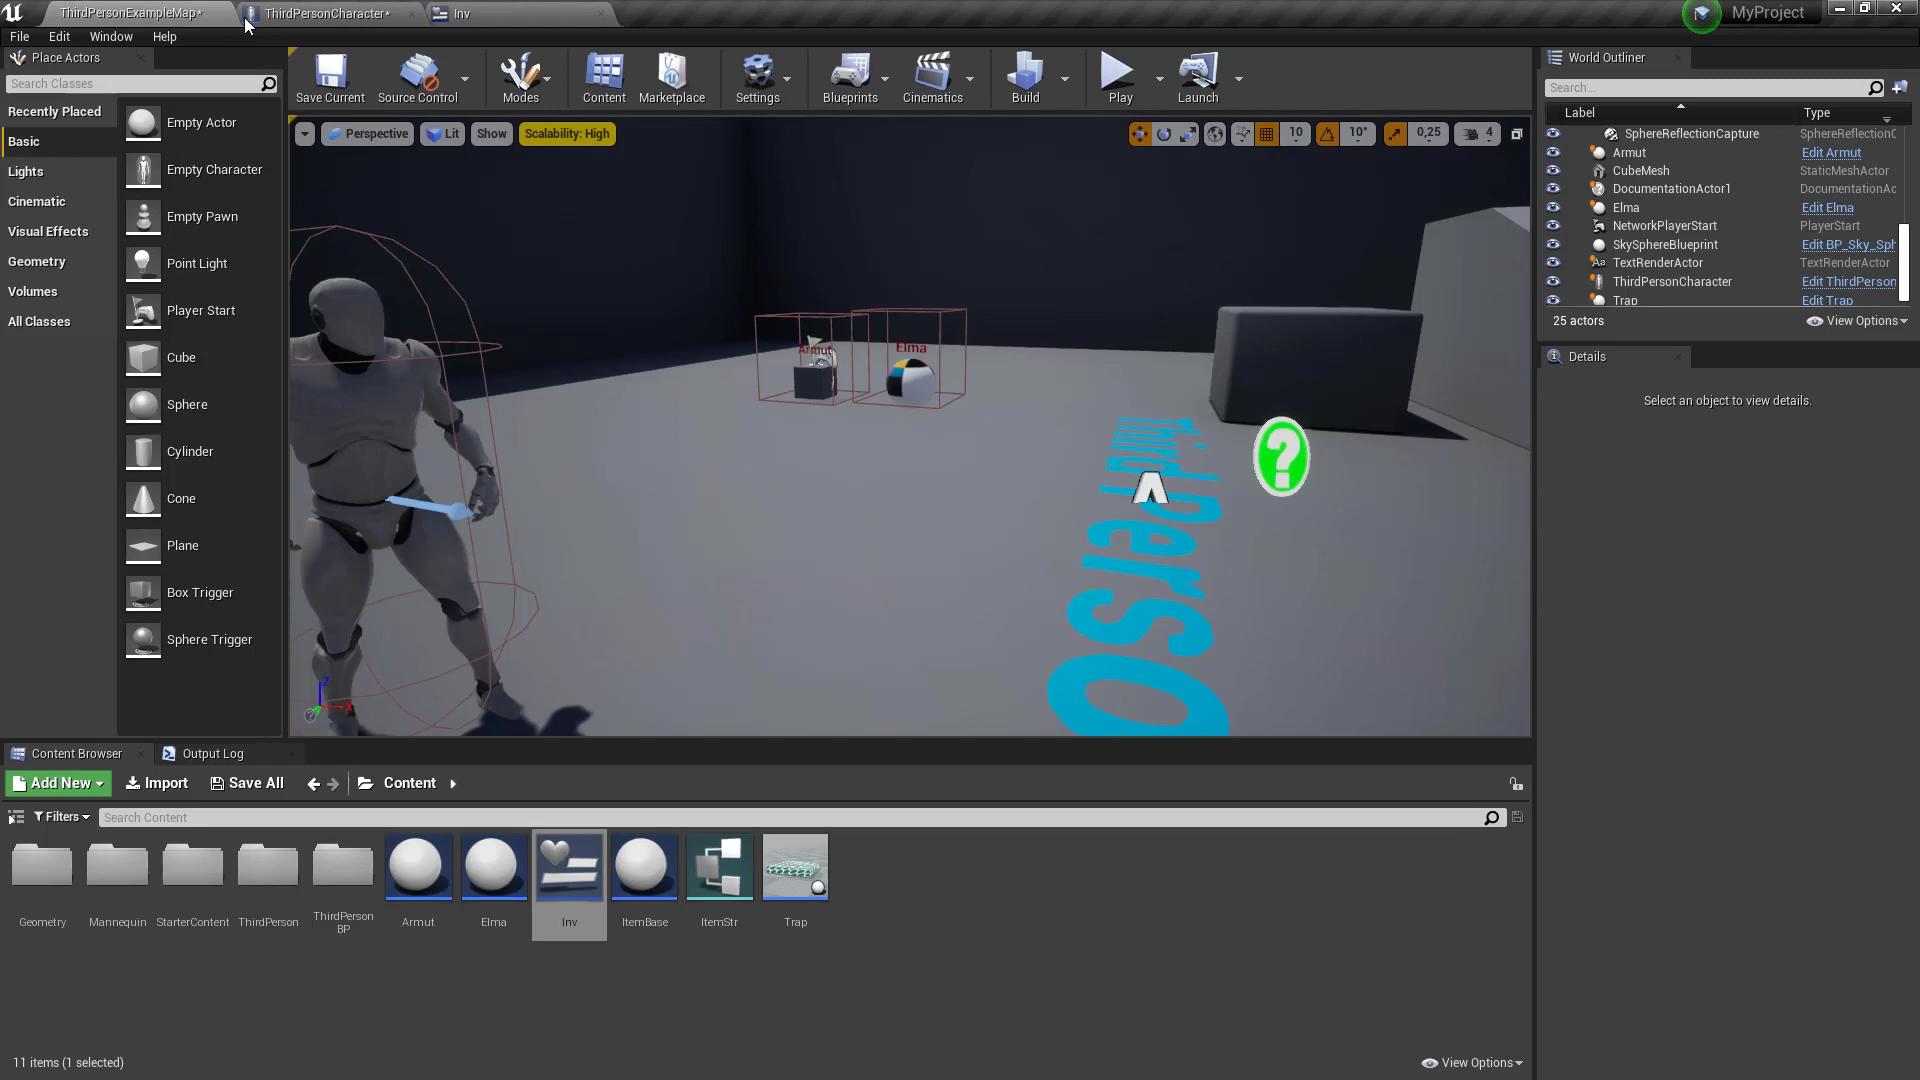 ThirdPersonExampleMap*
ThirdPersonCharacter*
Inv
MyProject
File
Edit
Window
Help
Place Actors
Search Classes
Recently Placed
Basic
Lights
Cinematic
Visual Effects
Geometry
Volumes
All Classes
Empty Actor
Empty Character
Empty Pawn
Point Light
Player Start
Cube
Sphere
Cylinder
Cone
Plane
Box Trigger
Sphere Trigger
Save Current
Source Control
Modes
Content
Marketplace
Settings
Blueprints
Cinematics
Build
Play
Launch
Perspective
Lit
Show
Scalability: High
10
10°
0,25
4
Armut
Elma
Third Perso
?
Z
X
World Outliner
Search...
Label
Type
SphereReflectionCapture
SphereReflectionC
Armut
Edit Armut
CubeMesh
StaticMeshActor
DocumentationActor1
DocumentationAc
Elma
Edit Elma
NetworkPlayerStart
PlayerStart
SkySphereBlueprint
Edit BP_Sky_Sph
TextRenderActor
TextRenderActor
ThirdPersonCharacter
Edit ThirdPerson
Trap
Edit Trap
25 actors
View Options
Details
Select an object to view details.
Content Browser
Output Log
Add New
Import
Save All
Content
Filters
Search Content
Geometry
Mannequin
StarterContent
ThirdPerson
ThirdPerson
BP
Armut
Elma
Inv
ItemBase
ItemStr
Trap
11 items (1 selected)
View Options